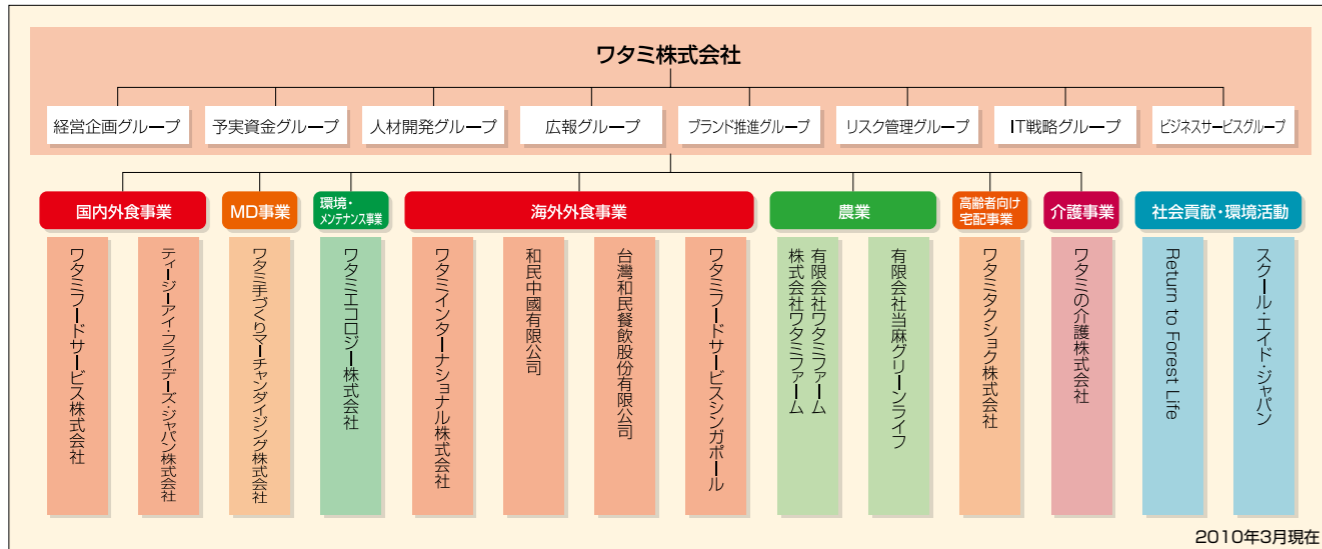 ワタミ株式会社
経営企画グループ
予実資金グループ
人材開発グループ
広報グループ
ブランド推進グループ
リスク管理グループ
IT戦略グループ
ビジネスサービスグループ
国内外食事業
MD事業
環境・
メンテナンス事業
海外外食事業
農業
高齢者向け
宅配事業
介護事業
社会貢献・環境活動
ワタミフードサービス株式会社
ティージーアイ・フライデーズ・ジャパン株式会社
ワタミ手づくりマーチャンダイジング株式会社
ワタミエコロジー株式会社
ワタミインターナショナル株式会社
和民中國有限公司
台灣和民餐飲股份有限公司
ワタミフードサービスシンガポール
有限会社ワタミファーム
株式会社ワタミファーム
有限会社当麻グリーンライフ
ワタミタクショク株式会社
ワタミの介護株式会社
Return to Forest Life
スクール・エイド・ジャパン
2010年3月現在